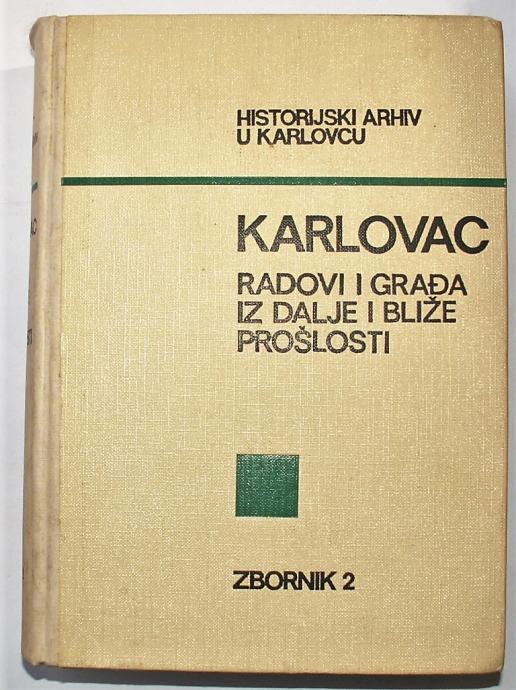 HISTORIJSKI ARHIV
U KARLOVCU
KARLOVAC
RADOVI I GRAĐA
IZ DALJE I BLIŽE
PROŠLOSTI
ZBORNIK 2